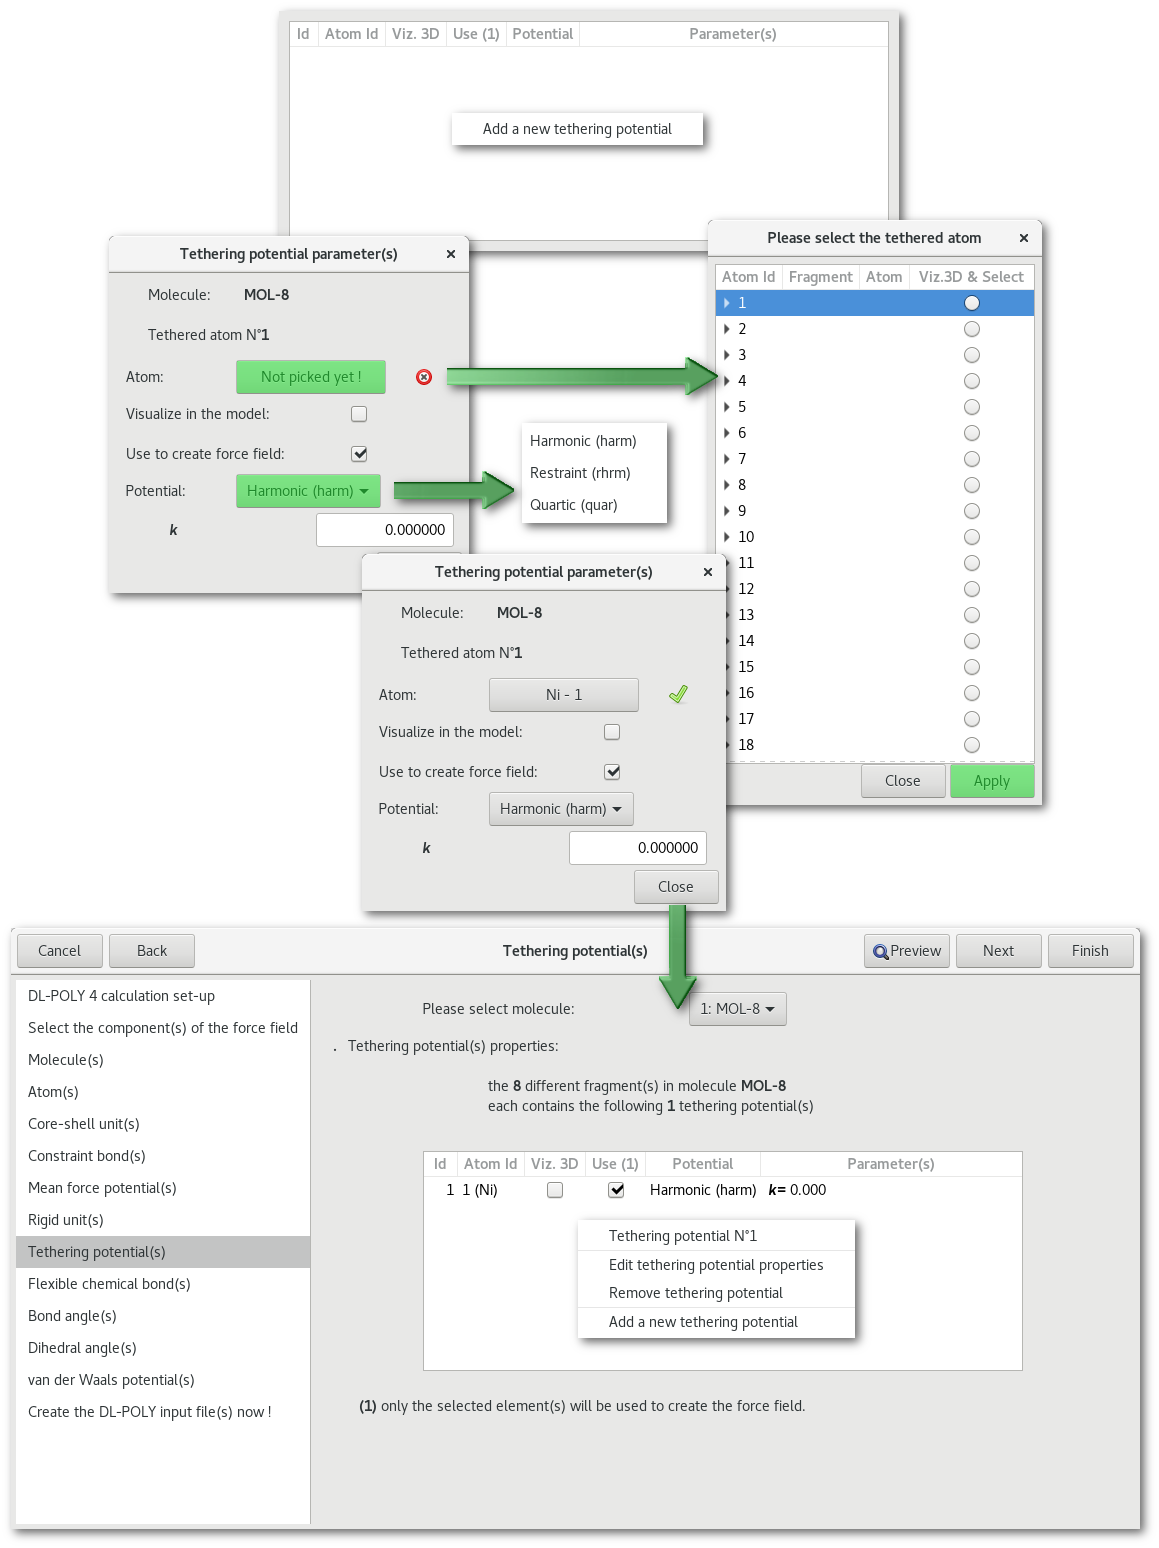 Id Atom Id Viz. 3D Use (1) Potential Parameter(s)
Add a new tethering potential
Tethering potential parameter(s)
Molecule: MOL-8
Tethered atom N°1
Atom: Not picked yet !
Visualize in the model:
Use to create force field:
Potential: Harmonic (harm)
k 0.000000
Please select the tethered atom
Atom Id Fragment Atom Viz.3D & Select
1
2
3
4
5
6
7
8
9
10
11
12
13
14
15
16
17
18
Close Apply
Harmonic (harm)
Restraint (rhrm)
Quartic (quar)
Tethering potential parameter(s)
Molecule: MOL-8
Tethered atom N°1
Atom: Ni - 1
Visualize in the model:
Use to create force field:
Potential: Harmonic (harm)
k 0.000000
Close
Cancel Back Tethering potential(s) Preview Next Finish
DL-POLY 4 calculation set-up
Select the component(s) of the force field
Molecule(s)
Atom(s)
Core-shell unit(s)
Constraint bond(s)
Mean force potential(s)
Rigid unit(s)
Tethering potential(s)
Flexible chemical bond(s)
Bond angle(s)
Dihedral angle(s)
van der Waals potential(s)
Create the DL-POLY input file(s) now !
Please select molecule: 1: MOL-8
. Tethering potential(s) properties:
the 8 different fragment(s) in molecule MOL-8
each contains the following 1 tethering potential(s)
Id Atom Id Viz. 3D Use (1) Potential Parameter(s)
1 1 (Ni) Harmonic (harm) k= 0.000
Tethering potential N°1
Edit tethering potential properties
Remove tethering potential
Add a new tethering potential
(1) only the selected element(s) will be used to create the force field.